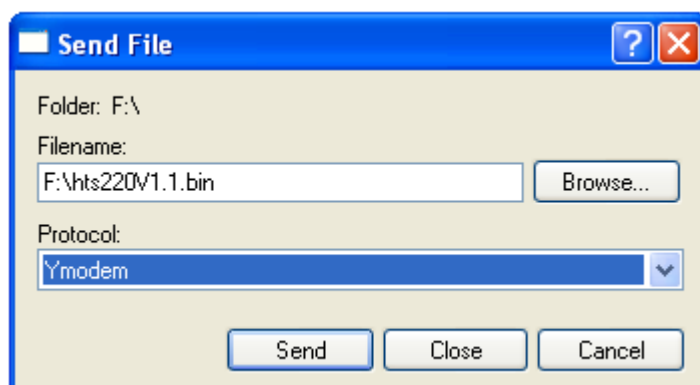 Send File
Folder: F:\
Filename:
F:\hts220V1.1.bin
Browse...
Protocol:
Ymodem
Send Close Cancel